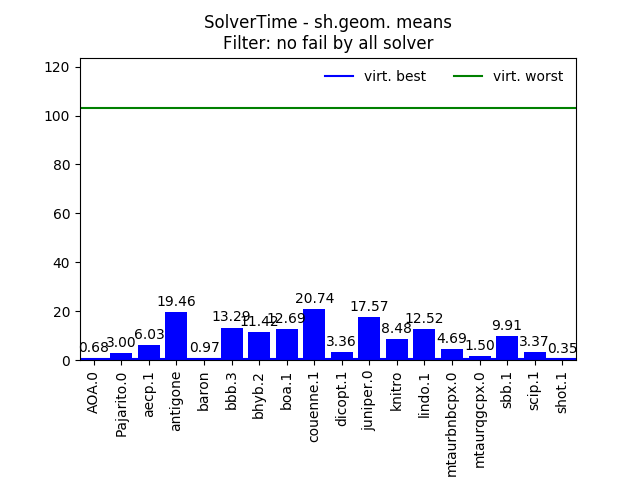 SolverTime - sh.geom. means
Filter: no fail by all solver
virt. best
virt. worst
120
100
80
60
40
20
0
0.68
3.00
6.03
19.46
0.97
13.29
11.42
12.69
20.74
3.36
17.57
8.48
12.52
4.69
1.50
9.91
3.37
0.35
AOA.0
Pajarito.0
aecp.1
antigone
baron
bbb.3
bhyb.2
boa.1
couenne.1
dicopt.1
juniper.0
knitro
lindo.1
mtaurbnbcpx.0
mtaurqgcpx.0
sbb.1
scip.1
shot.1